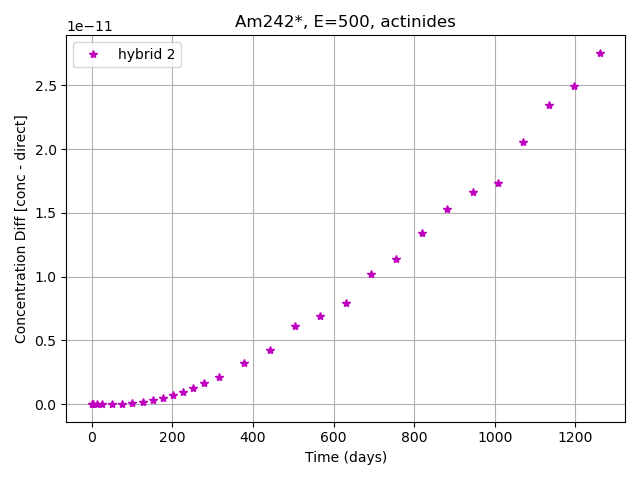 Am242*, E=500, actinides
1e−11
hybrid 2
2.5
2.0
1.5
1.0
0.5
0.0
Concentration Diff [conc - direct]
0 200 400 600 800 1000 1200
Time (days)